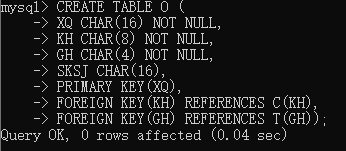 mysql> CREATE TABLE O (
    -> XQ CHAR(16) NOT NULL,
    -> KH CHAR(8) NOT NULL,
    -> GH CHAR(4) NOT NULL,
    -> SKSJ CHAR(16),
    -> PRIMARY KEY(XQ),
    -> FOREIGN KEY(KH) REFERENCES C(KH),
    -> FOREIGN KEY(GH) REFERENCES T(GH));
Query OK, 0 rows affected (0.04 sec)